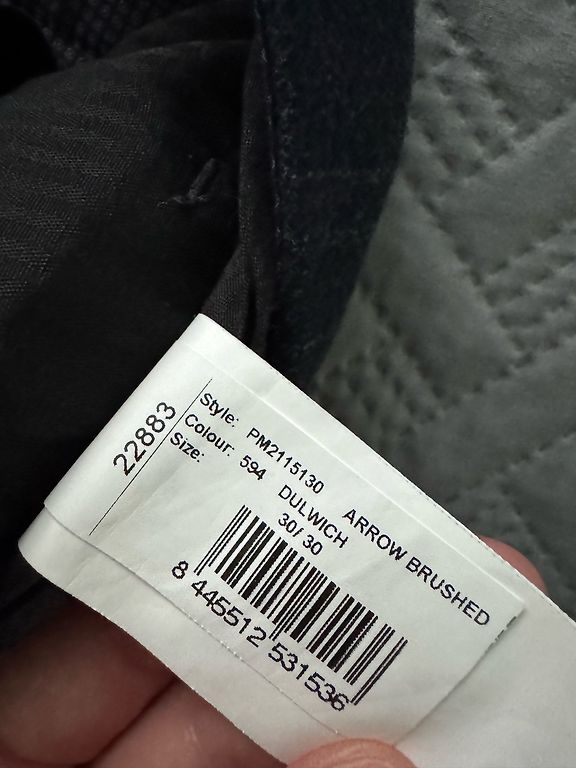 22883
Style: PM2115130 ARROW BRUSHED
Colour: 594 DULWICH
Size: 30/ 30
8 445512 531536